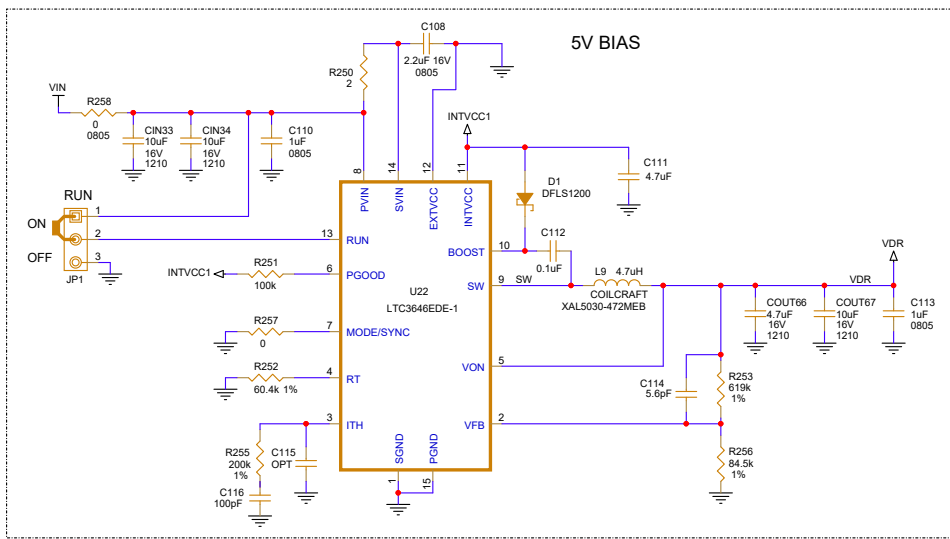 5V BIAS
C108
2.2uF 16V
0805
R250
2
VIN
R258
0
0805
CIN33
10uF
16V
1210
CIN34
10uF
16V
1210
C110
1uF
0805
INTVCC1
8
14
12
11
PVIN
SVIN
EXTVCC
INTVCC
D1
DFLS1200
C111
4.7uF
RUN
ON
OFF
1
2
3
JP1
13
RUN
BOOST
10
C112
0.1uF
INTVCC1
R251
100k
6
PGOOD
U22
LTC3646EDE-1
SW
9
SW
L9 4.7uH
COILCRAFT
XAL5030-472MEB
VDR
VDR
COUT66
4.7uF
16V
1210
COUT67
10uF
16V
1210
C113
1uF
0805
R257
0
7
MODE/SYNC
R252
60.4k 1%
4
RT
VON
5
C114
5.6pF
R253
619k
1%
3
ITH
VFB
2
R255
200k
1%
C115
OPT
C116
100pF
SGND
PGND
1
15
R256
84.5k
1%